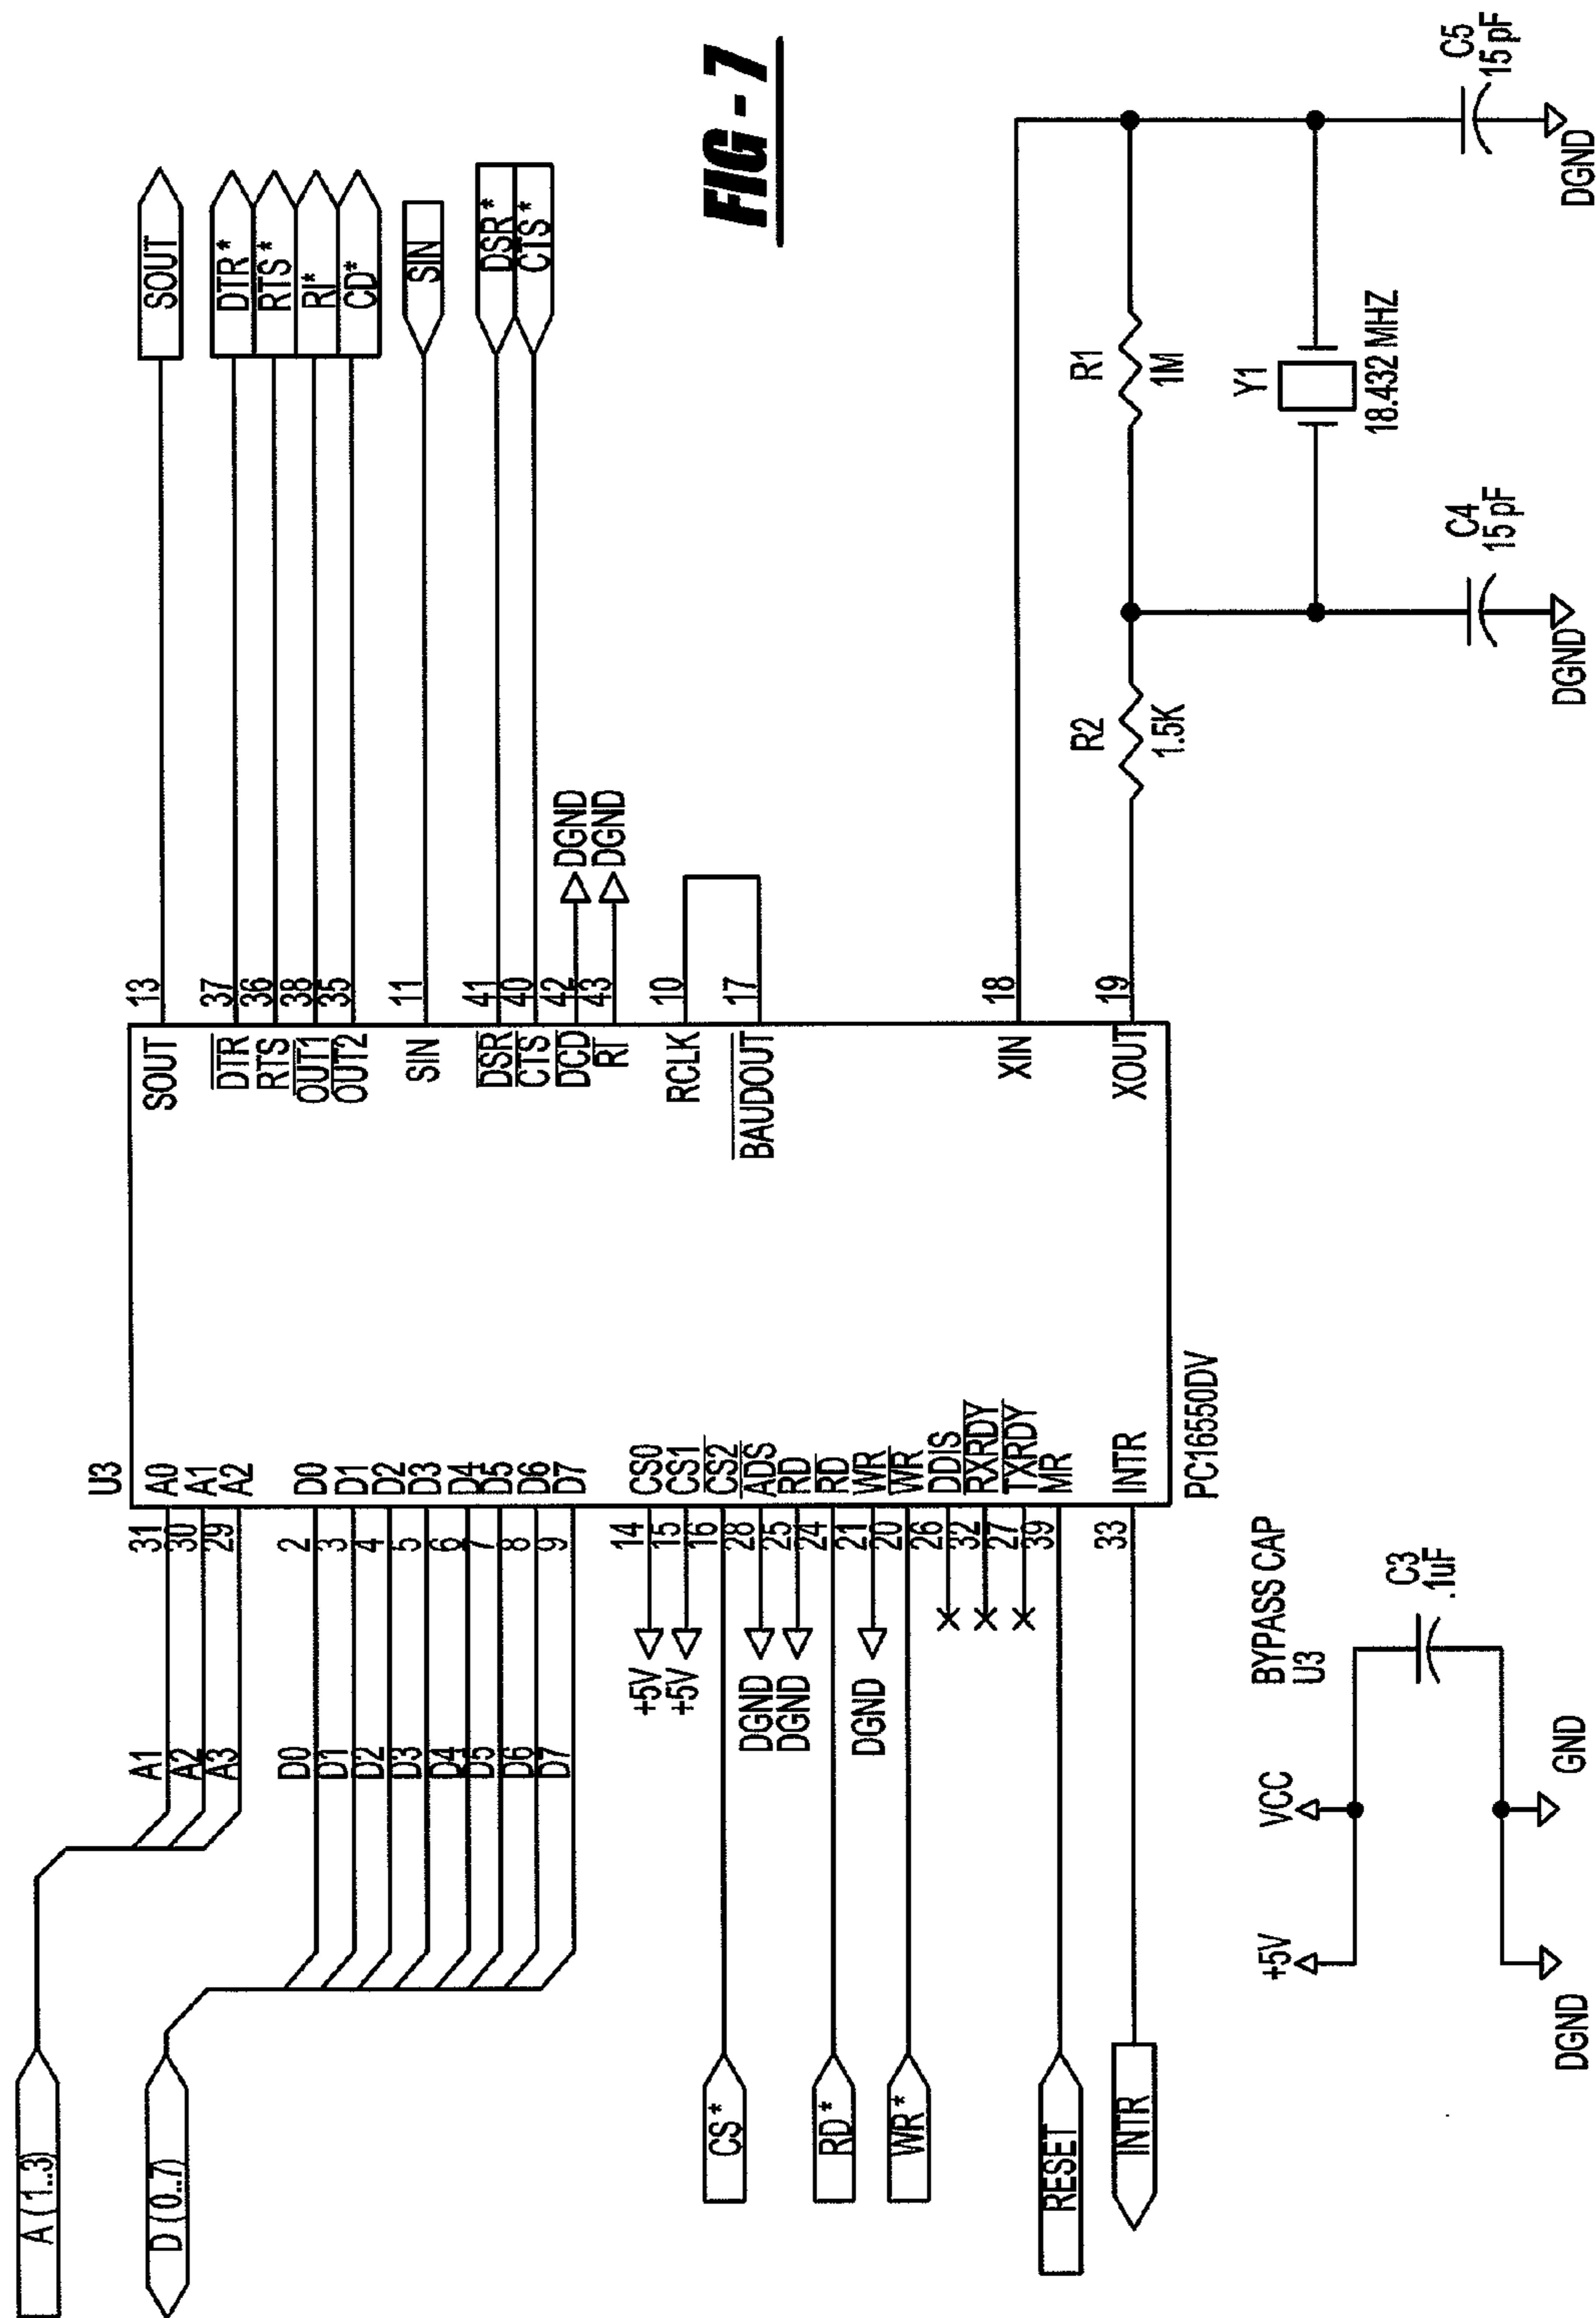 FIG - 7
A (1..3)
D (0..7)
CS*
RD*
WR*
RESET
INTR
A1
A2
A3
D0
D1
D2
D3
D4
D5
D6
D7
+5V
+5V
DGND
DGND
DGND
31
30
29
2
3
4
5
6
7
8
9
14
15
16
28
25
24
21
20
26
32
27
39
33
U3
A0
A1
A2
D0
D1
D2
D3
D4
D5
D6
D7
CS0
CS1
CS2
ADS
RD
RD
WR
WR
DDIS
RXRDY
TXRDY
MR
INTR
PC16550DV
SOUT
DTR
RTS
OUT1
OUT2
SIN
DSR
CTS
DCD
RI
RCLK
BAUDOUT
XIN
XOUT
13
37
36
38
35
11
41
40
42
43
10
17
18
19
DGND
DGND
SOUT
DTR*
RTS*
RI*
CD*
SIN
DSR*
CTS*
R2
1.5K
R1
1M
Y1
18.432 MHZ
C4
15 pF
DGND
C5
15 pF
DGND
BYPASS CAP
U3
+5V
VCC
C3
.1uF
DGND
GND